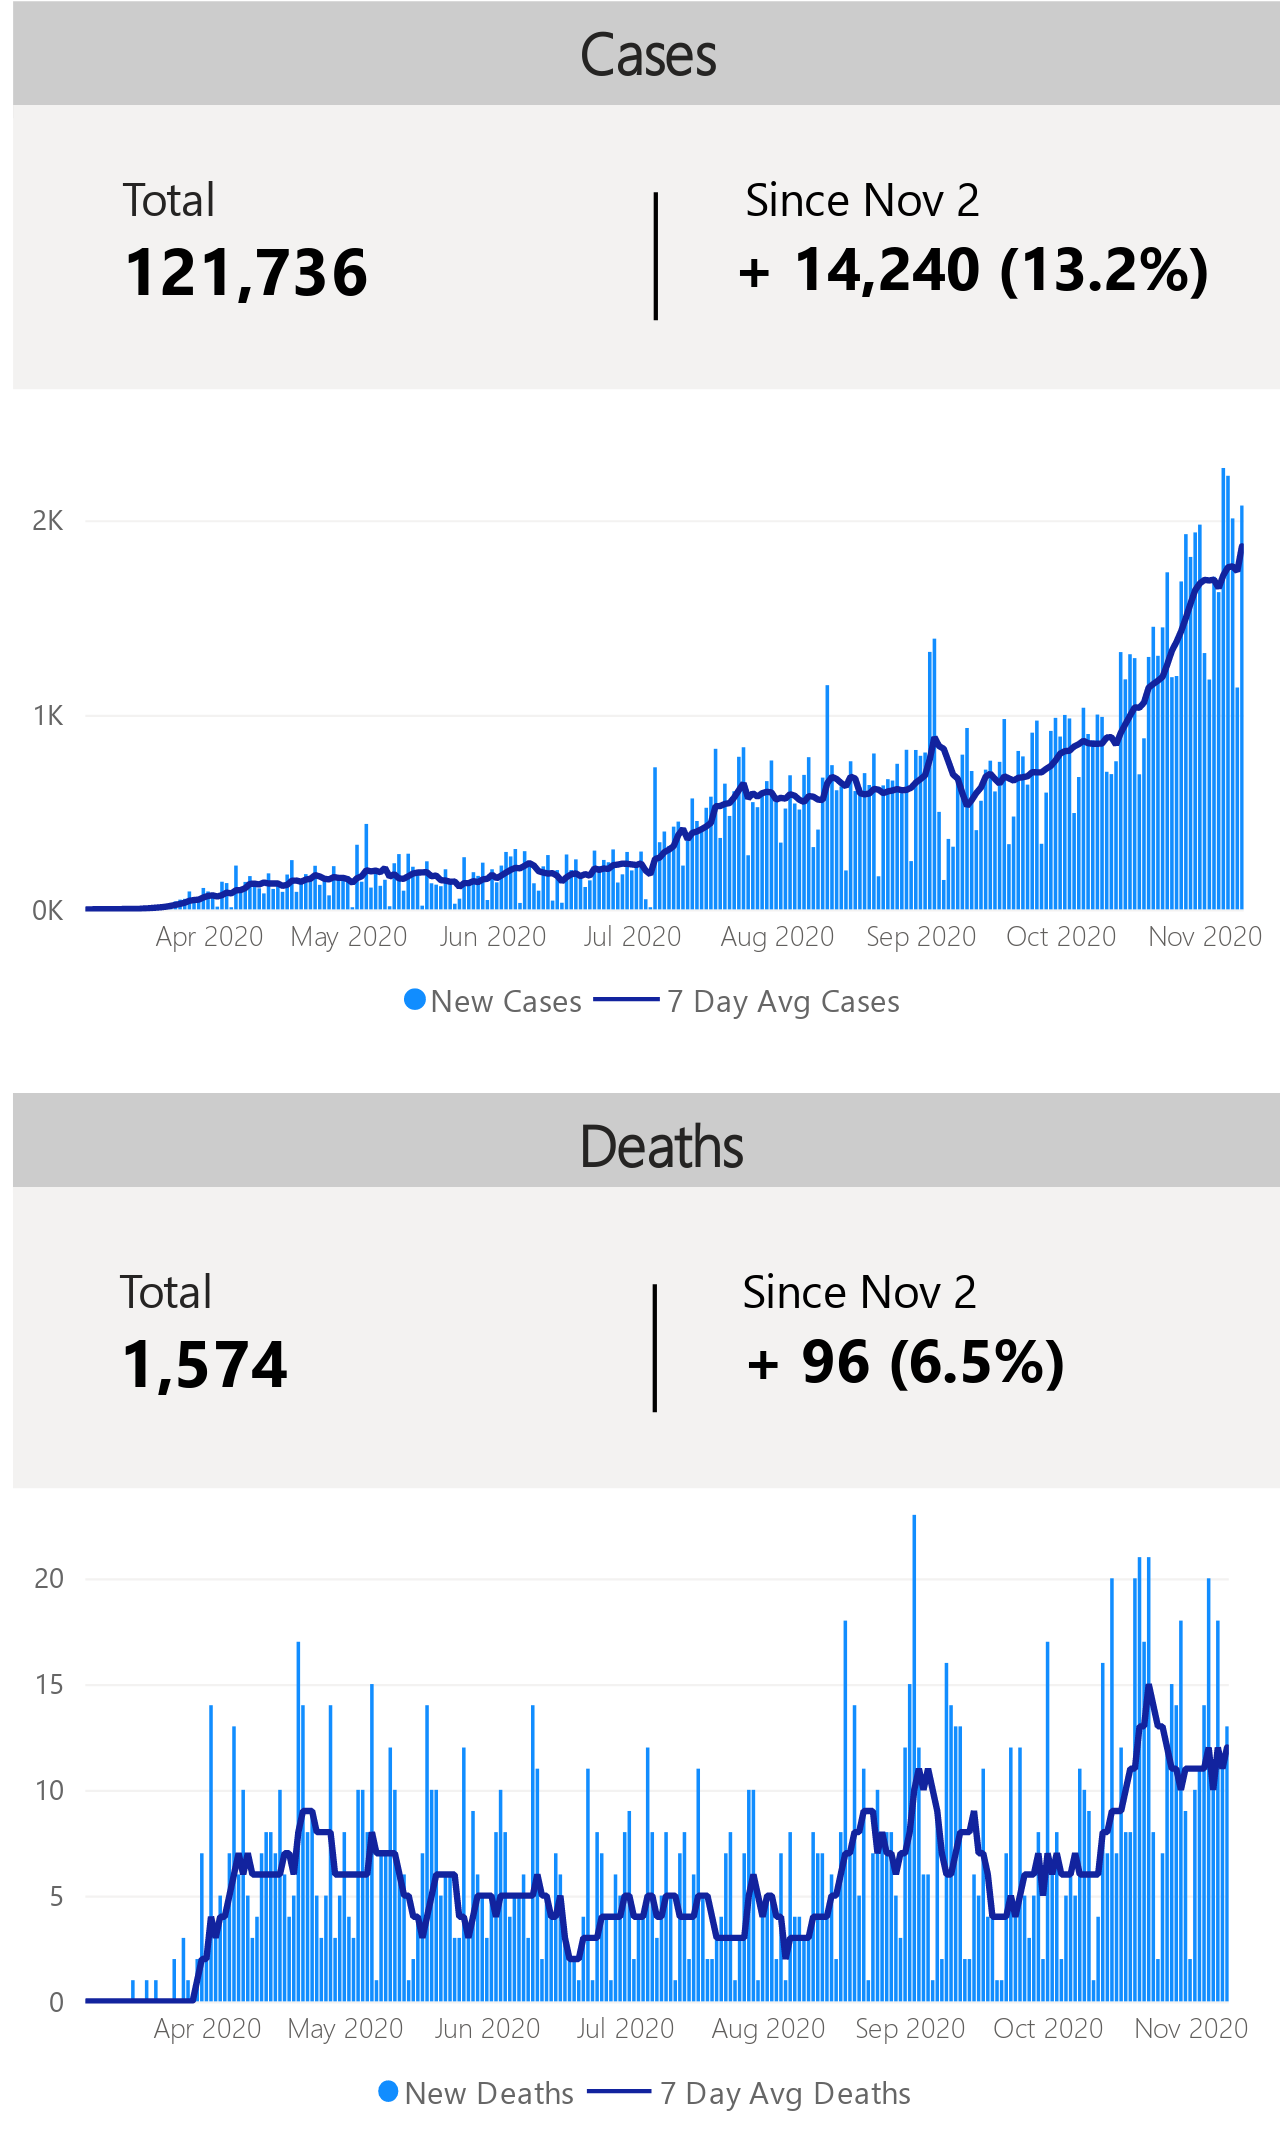 Cases
Total
Since Nov 2
121,736
+ 14,240 (13.2%)
2K
1K
0K
Apr 2020 May 2020 Jun 2020 Jul 2020 Aug 2020 Sep 2020 Oct 2020 Nov 2020
New Cases 7 Day Avg Cases
Deaths
Total
Since Nov 2
1,574
+ 96 (6.5%)
20
15
10
5
0
Apr 2020 May 2020 Jun 2020 Jul 2020 Aug 2020 Sep 2020 Oct 2020 Nov 2020
New Deaths 7 Day Avg Deaths